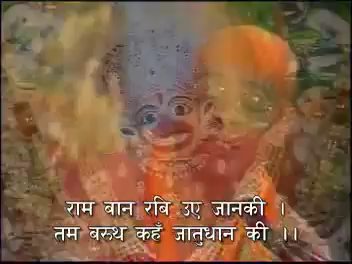 राम बान रबि उए जानकी ।
तम बरुथ कहँ जातुधान की ।।